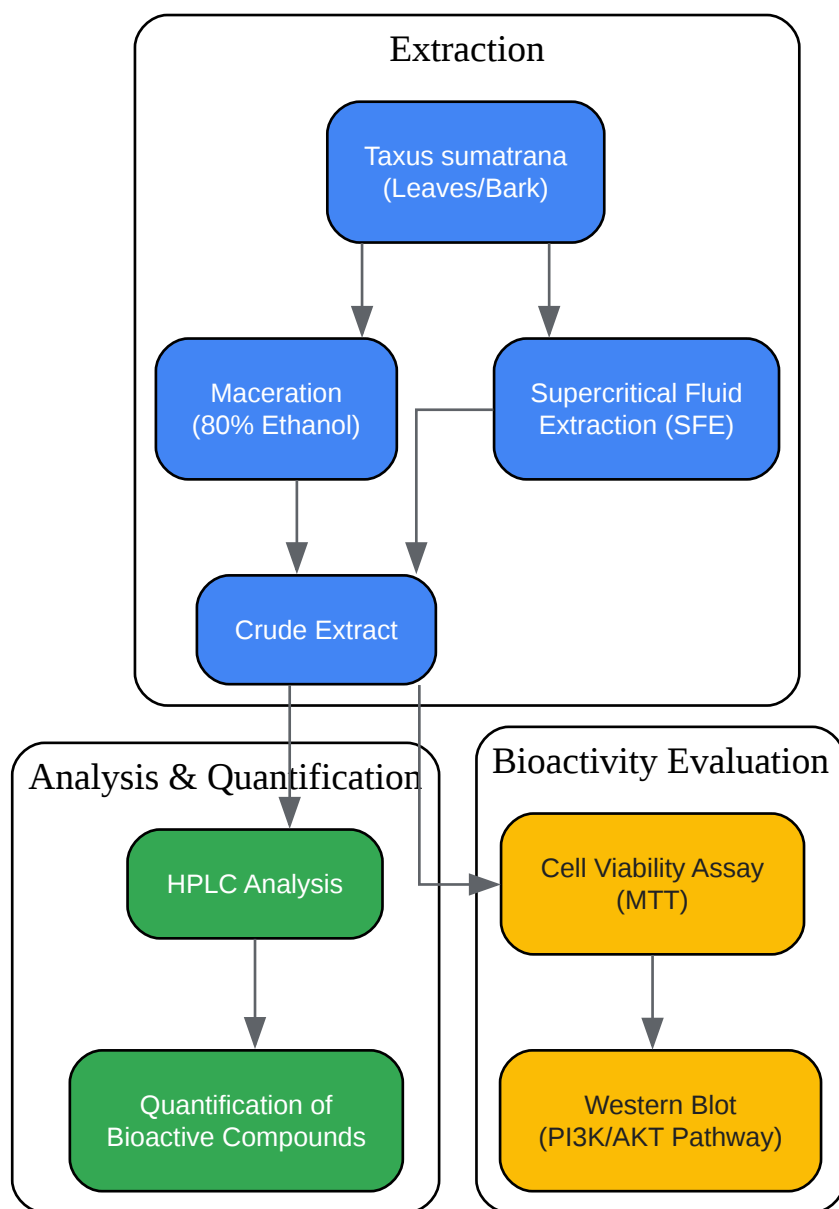 Extraction
Taxus sumatrana
(Leaves/Bark)
Maceration
(80% Ethanol)
Supercritical Fluid
Extraction (SFE)
Crude Extract
Analysis & Quantification
HPLC Analysis
Quantification of
Bioactive Compounds
Bioactivity Evaluation
Cell Viability Assay
(MTT)
Western Blot
(PI3K/AKT Pathway)